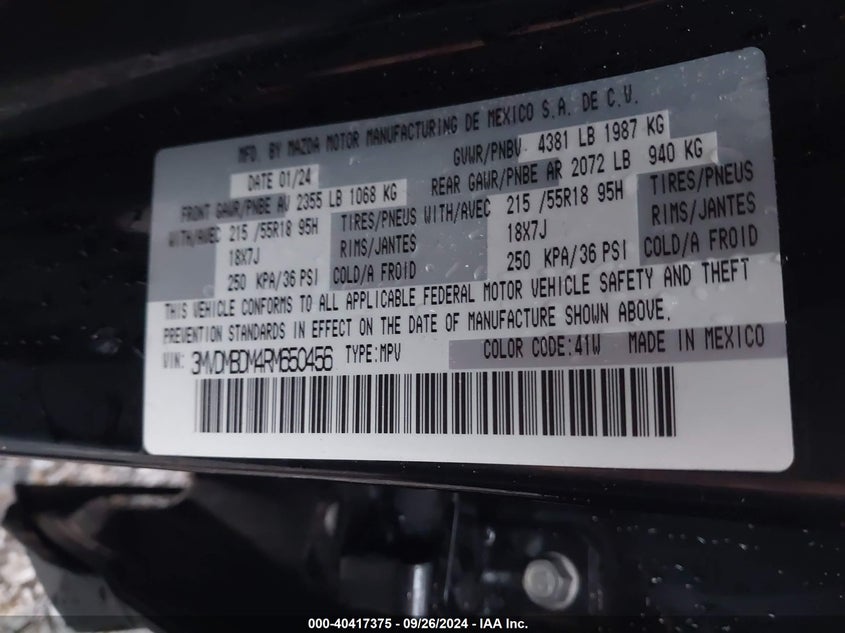 MFD. BY MAZDA MOTOR MANUFACTURING DE MEXICO S.A. DE C.V.
DATE 01/24 GVWR/PNBV 4381 LB 1987 KG
FRONT GAWR/PNBE AV 2355 LB 1068 KG REAR GAWR/PNBE AR 2072 LB 940 KG
WITH/AVEC 215 /55R18 95H TIRES/PNEUS WITH/AVEC 215 /55R18 95H TIRES/PNEUS
18X7J RIMS/JANTES 18X7J RIMS/JANTES
250 KPA/36 PSI COLD/A FROID 250 KPA/36 PSI COLD/A FROID
THIS VEHICLE CONFORMS TO ALL APPLICABLE FEDERAL MOTOR VEHICLE SAFETY AND THEFT
PREVENTION STANDARDS IN EFFECT ON THE DATE OF MANUFACTURE SHOWN ABOVE.
VIN: 3MVDMBDM4RM650456 TYPE:MPV COLOR CODE:41W MADE IN MEXICO
000-40417375 - 09/26/2024 - IAA Inc.